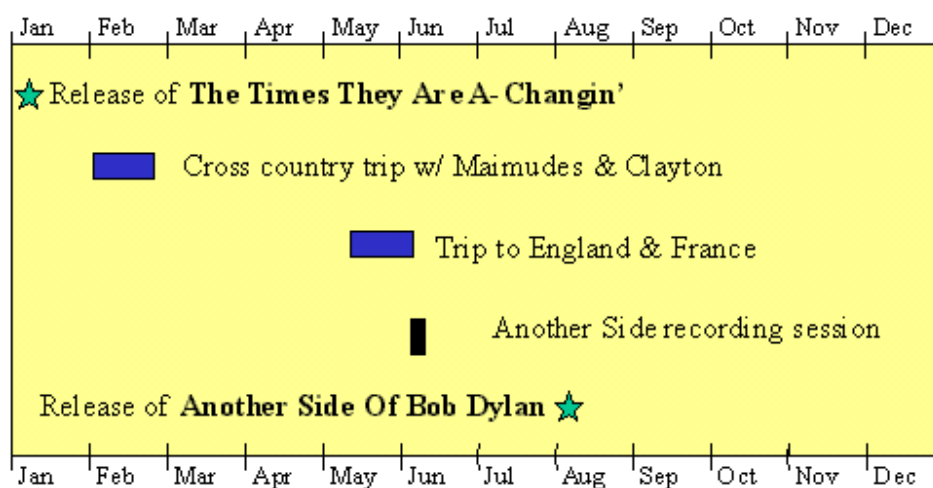 Jan Feb Mar Apr May Jun Jul Aug Sep Oct Nov Dec
Release of The Times They Are A- Changin'
Cross country trip w/ Maimudes & Clayton
Trip to England & France
Another Side recording session
Release of Another Side Of Bob Dylan
Jan Feb Mar Apr May Jun Jul Aug Sep Oct Nov Dec